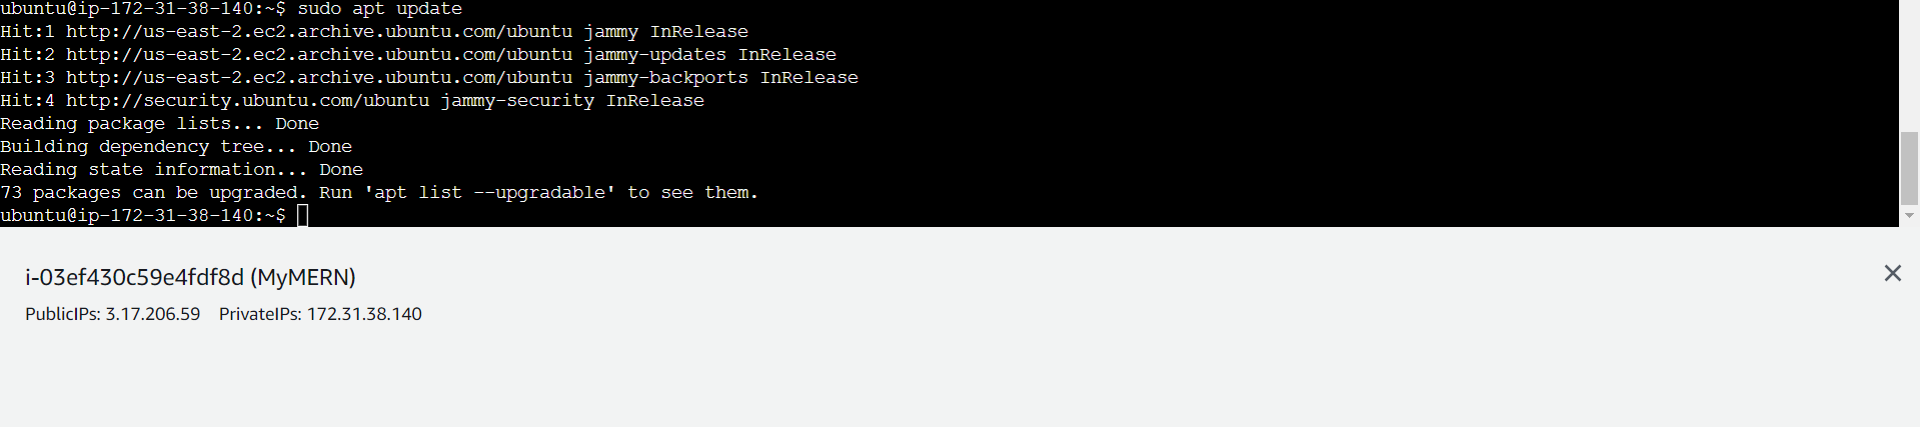 ubuntu@ip-172-31-38-140:~$ sudo apt update
Hit:1 http://us-east-2.ec2.archive.ubuntu.com/ubuntu jammy InRelease
Hit:2 http://us-east-2.ec2.archive.ubuntu.com/ubuntu jammy-updates InRelease
Hit:3 http://us-east-2.ec2.archive.ubuntu.com/ubuntu jammy-backports InRelease
Hit:4 http://security.ubuntu.com/ubuntu jammy-security InRelease
Reading package lists... Done
Building dependency tree... Done
Reading state information... Done
73 packages can be upgraded. Run 'apt list --upgradable' to see them.
ubuntu@ip-172-31-38-140:~$
i-03ef430c59e4fdf8d (MyMERN)
PublicIPs: 3.17.206.59 PrivateIPs: 172.31.38.140